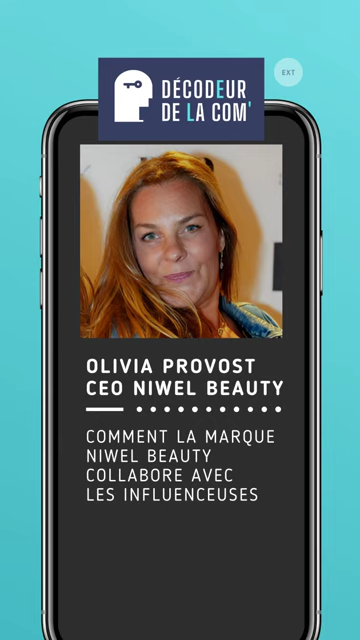 DÉCODEUR
DE LA COM'
EXT
OLIVIA PROVOST
CEO NIWEL BEAUTY
COMMENT LA MARQUE
NIWEL BEAUTY
COLLABORE AVEC
LES INFLUENCEUSES